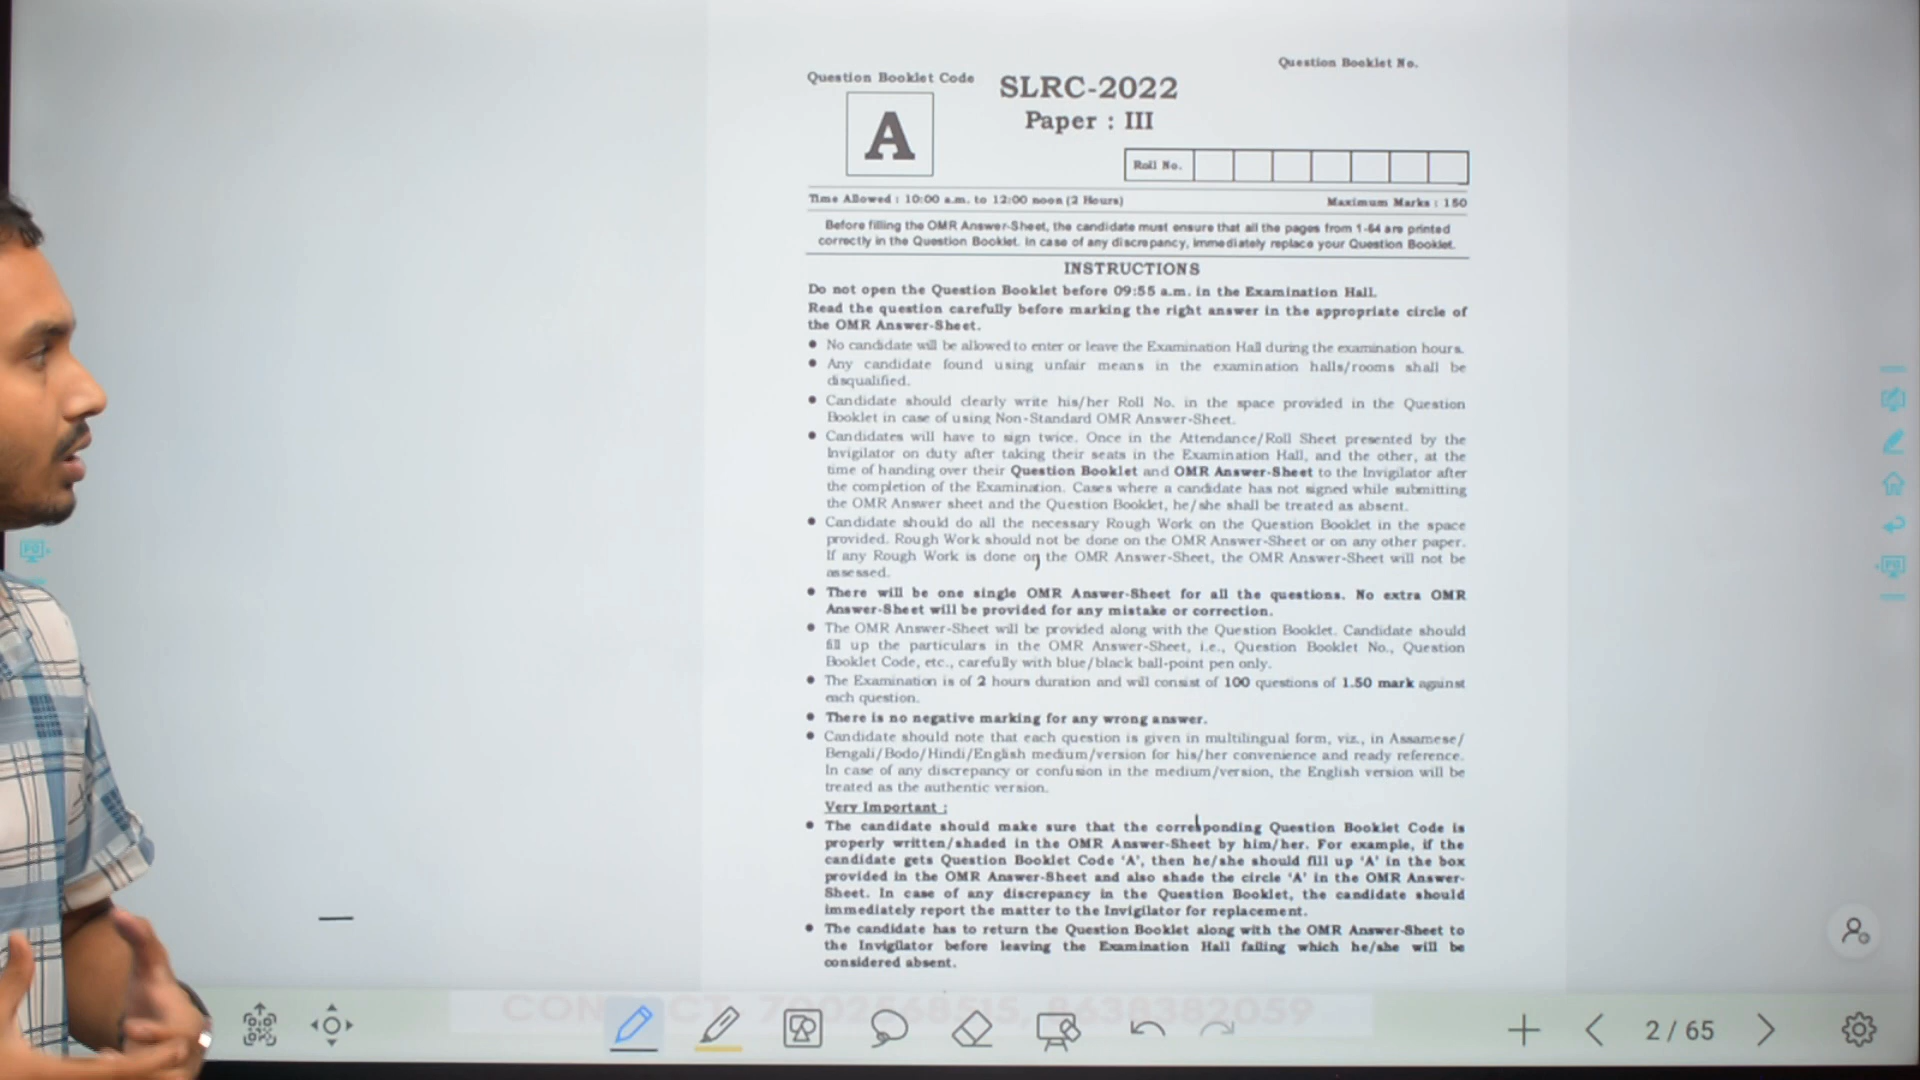 Question Booklet No.
Question Booklet Code
SLRC-2022
A
Paper : III
Roll No.
Time Allowed : 10:00 a.m. to 12:00 noon (2 Hours)
Maximum Marks : 150
Before filling the OMR Answer-Sheet, the candidate must ensure that all the pages from 1-64 are printed
correctly in the Question Booklet. In case of any discrepancy, immediately replace your Question Booklet.
INSTRUCTIONS
Do not open the Question Booklet before 09:55 a.m. in the Examination Hall.
Read the question carefully before marking the right answer in the appropriate circle of
the OMR Answer-Sheet.
● No candidate will be allowed to enter or leave the Examination Hall during the examination hours.
● Any candidate found using unfair means in the examination halls/rooms shall be
disqualified.
● Candidate should clearly write his/her Roll No. in the space provided in the Question
Booklet in case of using Non-Standard OMR Answer-Sheet.
● Candidates will have to sign twice. Once in the Attendance/Roll Sheet presented by the
Invigilator on duty after taking their seats in the Examination Hall, and the other, at the
time of handing over their Question Booklet and OMR Answer-Sheet to the Invigilator after
the completion of the Examination. Cases where a candidate has not signed while submitting
the OMR Answer sheet and the Question Booklet, he/she shall be treated as absent.
● Candidate should do all the necessary Rough Work on the Question Booklet in the space
provided. Rough Work should not be done on the OMR Answer-Sheet or on any other paper.
If any Rough Work is done on the OMR Answer-Sheet, the OMR Answer-Sheet will not be
assessed.
● There will be one single OMR Answer-Sheet for all the questions. No extra OMR
Answer-Sheet will be provided for any mistake or correction.
● The OMR Answer-Sheet will be provided along with the Question Booklet. Candidate should
fill up the particulars in the OMR Answer-Sheet, i.e., Question Booklet No., Question
Booklet Code, etc., carefully with blue/black ball-point pen only.
● The Examination is of 2 hours duration and will consist of 100 questions of 1.50 mark against
each question.
● There is no negative marking for any wrong answer.
● Candidate should note that each question is given in multilingual form, viz., in Assamese/
Bengali/Bodo/Hindi/English medium/version for his/her convenience and ready reference.
In case of any discrepancy or confusion in the medium/version, the English version will be
treated as the authentic version.
Very Important :
● The candidate should make sure that the corresponding Question Booklet Code is
properly written/shaded in the OMR Answer-Sheet by him/her. For example, if the
candidate gets Question Booklet Code ‘A’, then he/she should fill up ‘A’ in the box
provided in the OMR Answer-Sheet and also shade the circle ‘A’ in the OMR Answer-
Sheet. In case of any discrepancy in the Question Booklet, the candidate should
immediately report the matter to the Invigilator for replacement.
● The candidate has to return the Question Booklet along with the OMR Answer-Sheet to
the Invigilator before leaving the Examination Hall failing which he/she will be
considered absent.
2 / 65